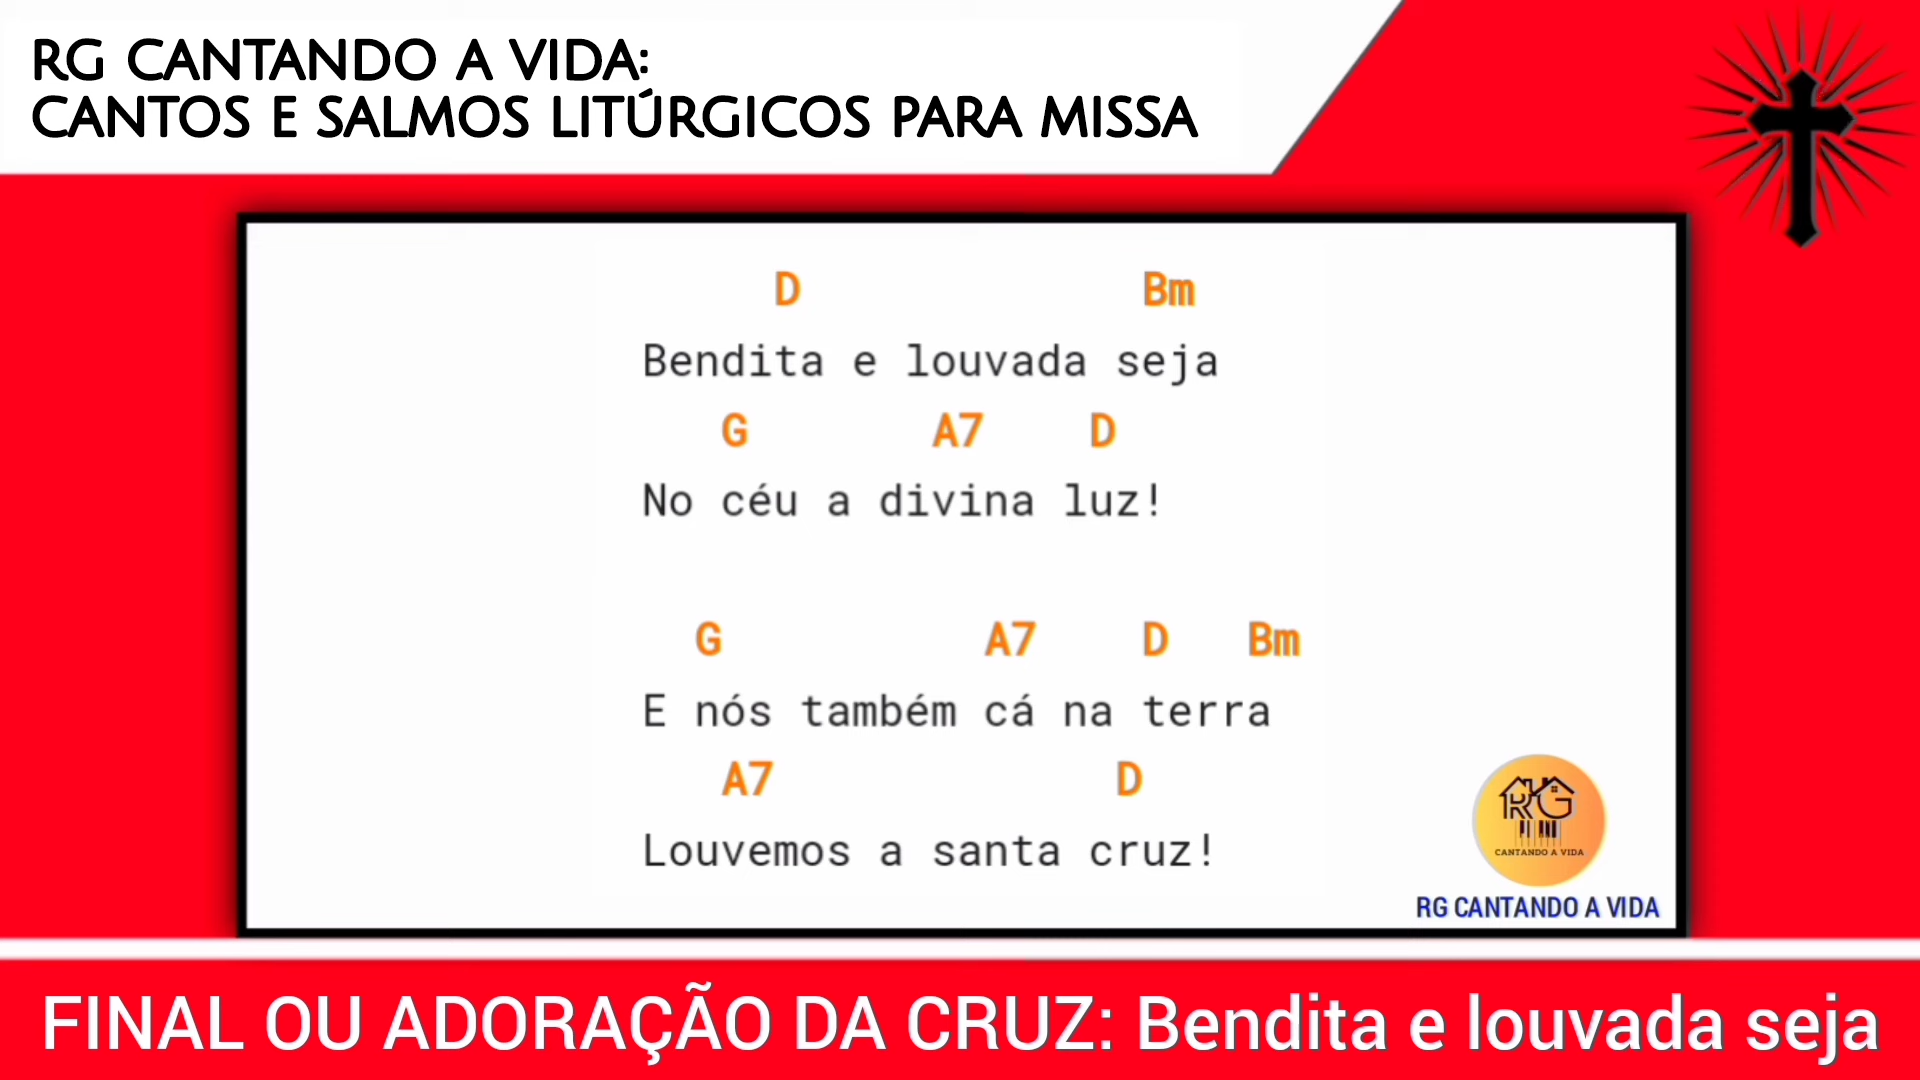 RG CANTANDO A VIDA:
CANTOS E SALMOS LITÚRGICOS PARA MISSA
D Bm
Bendita e louvada seja
G A7 D
No céu a divina luz!
G A7 D Bm
E nós também cá na terra
A7 D
Louvemos a santa cruz!
RG
CANTANDO A VIDA
RG CANTANDO A VIDA
FINAL OU ADORAÇÃO DA CRUZ: Bendita e louvada seja